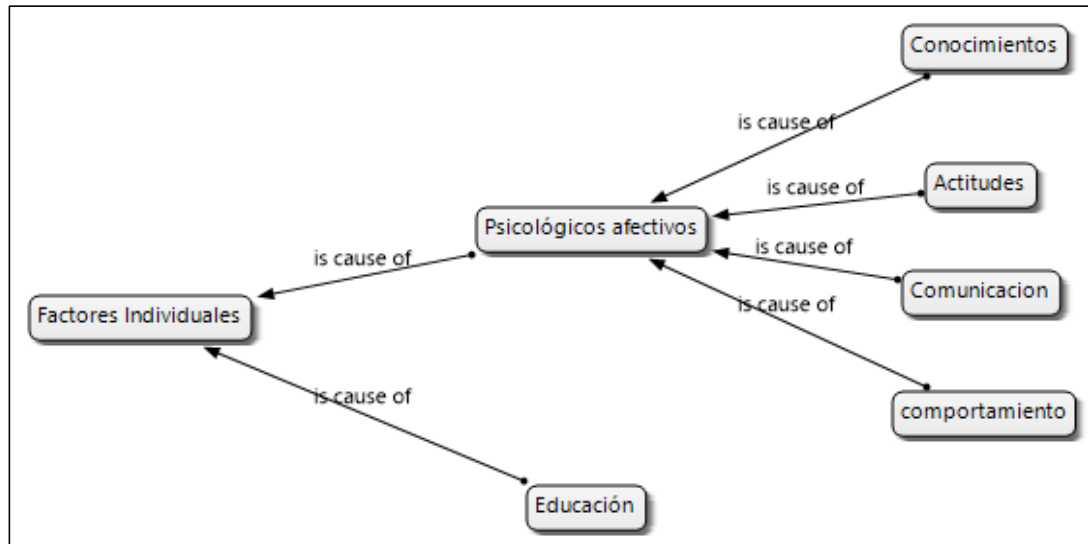 Conocimientos
is cause of
is cause of
Actitudes
Psicológicos afectivos
is cause of
is cause of
Comunicacion
Factores Individuales
is cause of
is cause of
comportamiento
Educación